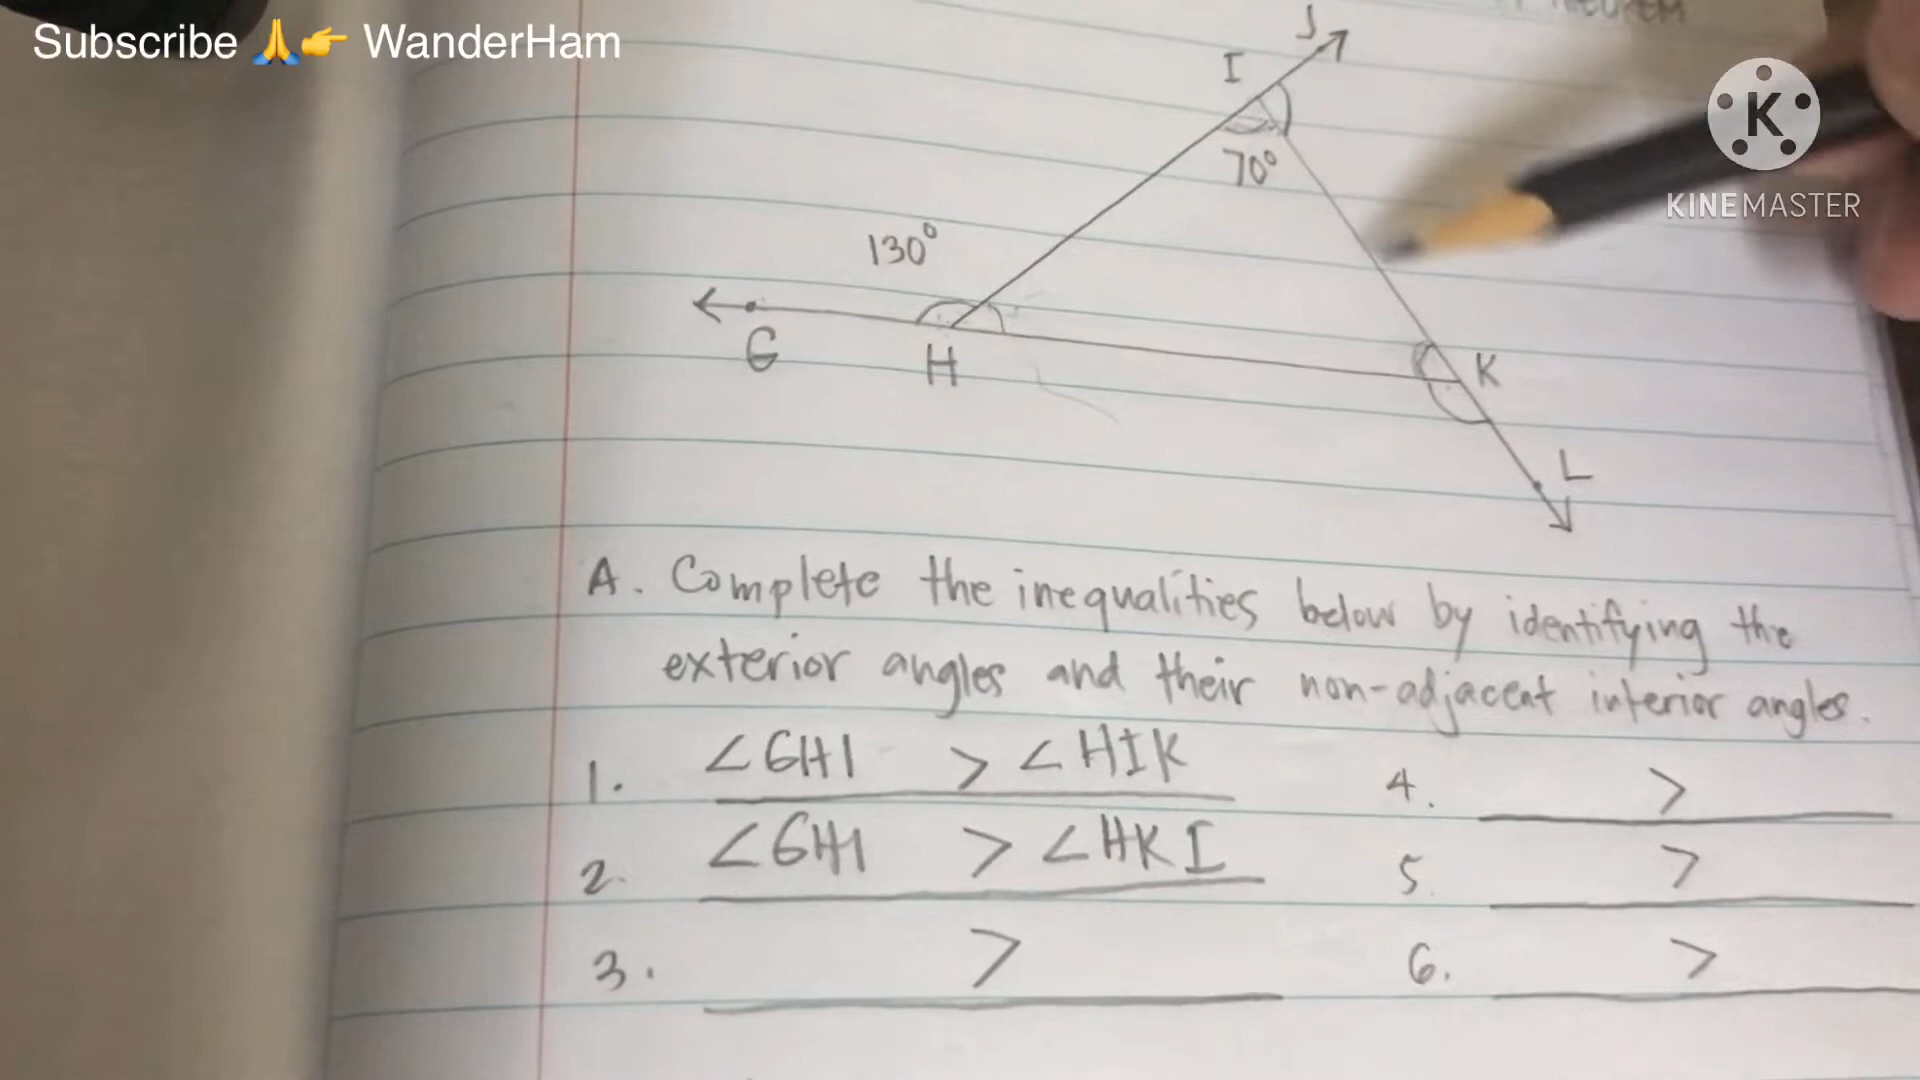 Subscribe 🙏👉 WanderHam
THEOREM
J
I
K
KINEMASTER
70°
130°
G
H
K
L
A. Complete the inequalities below by identifying the
exterior angles and their non-adjacent interior angles.
1. <GHI > <HIK
2. <GHI > <HKI
3. >
4. >
5. >
6. >